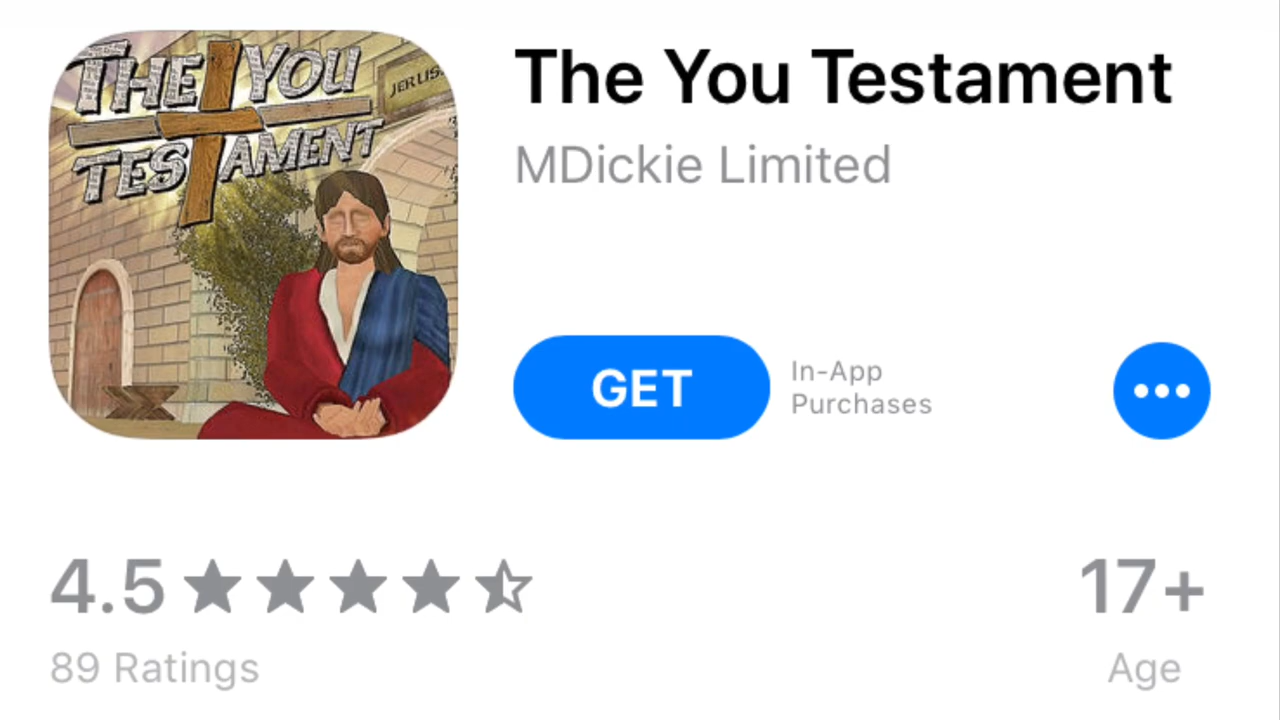 THE YOU
TESTAMENT
The You Testament
MDickie Limited
GET
In-App
Purchases
4.5
17+
89 Ratings
Age